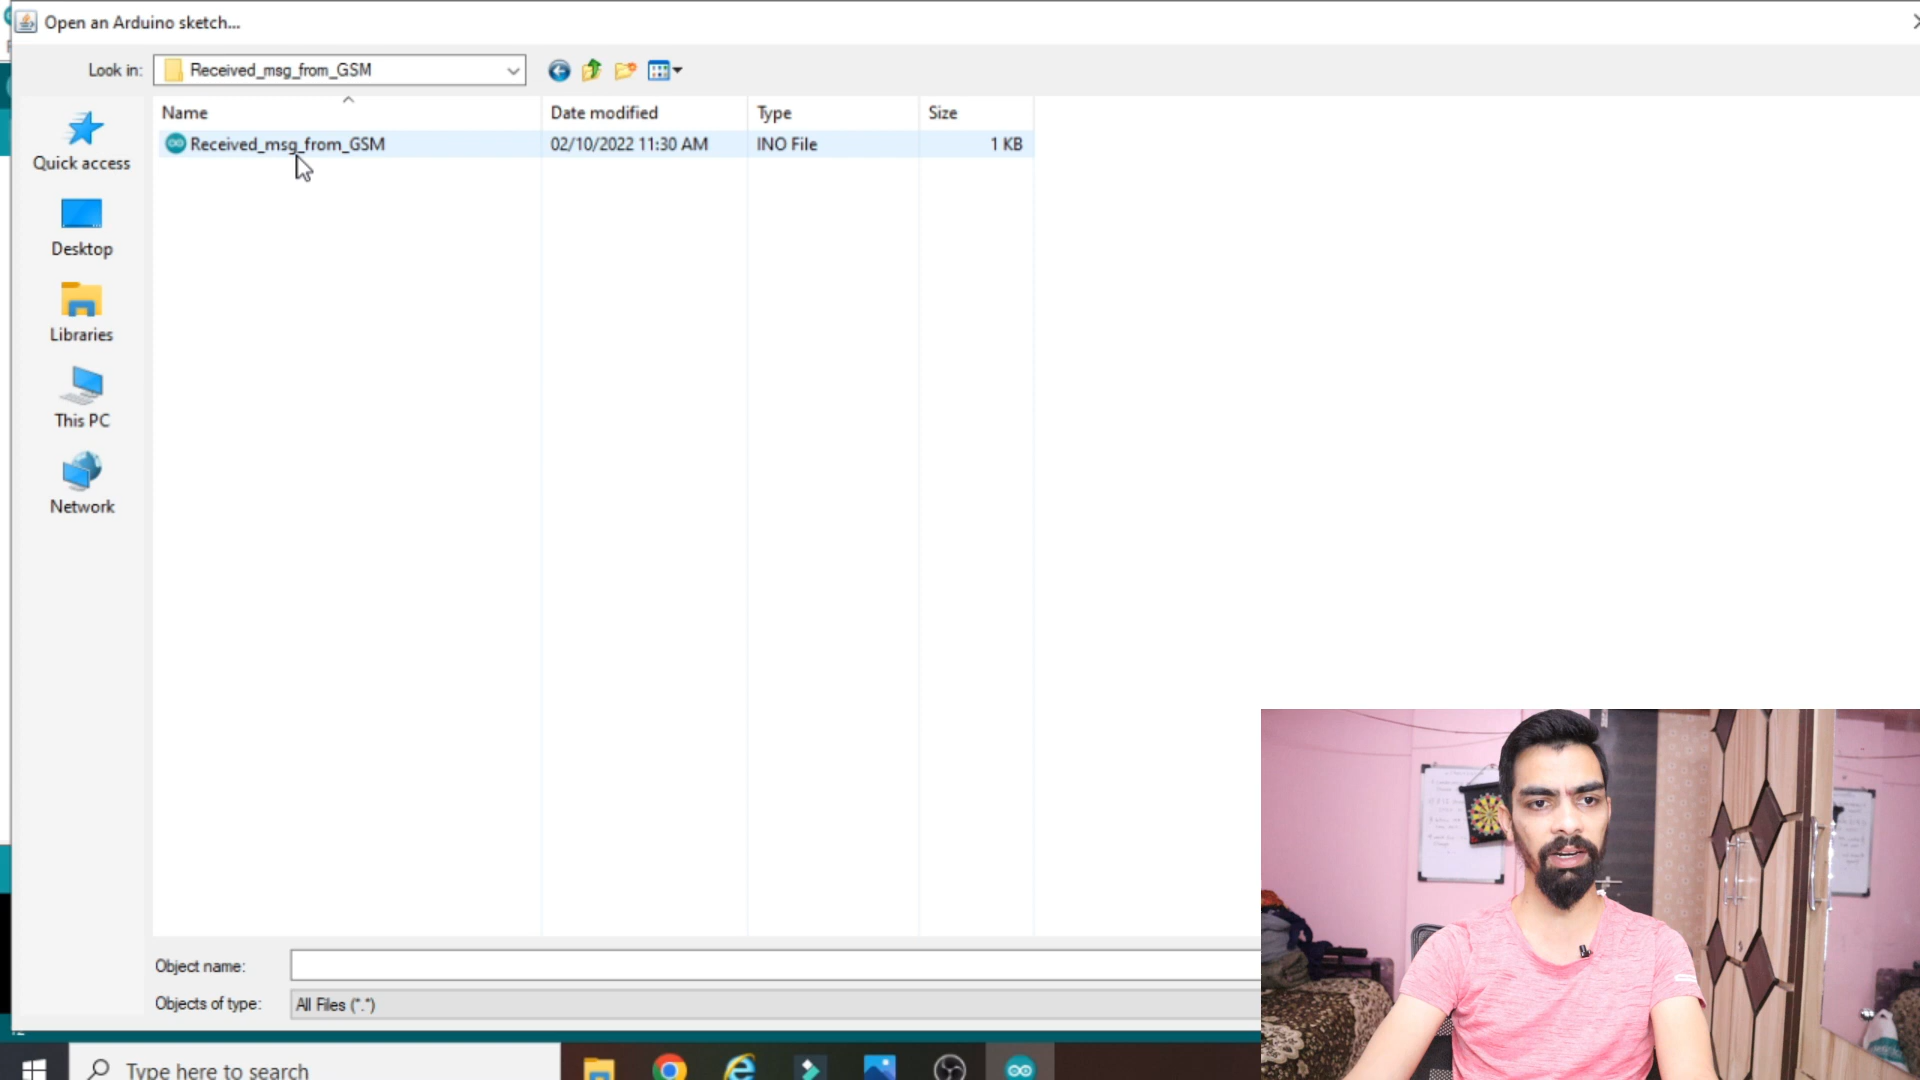 Open an Arduino sketch...
Look in: Received_msg_from_GSM
Name Date modified Type Size
Received_msg_from_GSM 02/10/2022 11:30 AM INO File 1 KB
Quick access
Desktop
Libraries
This PC
Network
Object name:
Objects of type: All Files (*.*)
Type here to search